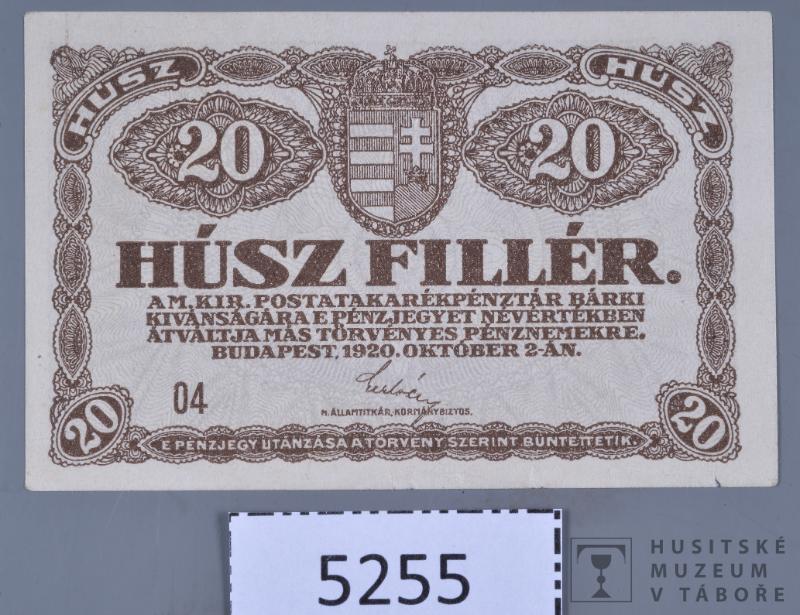 HÚSZ HÚSZ
20 20
HÚSZ FILLÉR.
A M. KIR. POSTATAKARÉKPÉNZTÁR BÁRKI
KIVÁNSÁGÁRA E PÉNZJEGYET NÉVÉRTÉKBEN
ÁTVÁLTJA MÁS TÖRVÉNYES PÉNZNEMEKRE.
BUDAPEST, 1920. OKTÓBER 2-ÁN.
04
N. ÁLLAMTITKÁR, KORMÁNYBIZTOS.
20 20
E PÉNZJEGY UTÁNZÁSA A TÖRVÉNY SZERINT BÜNTETTETIK.
5255
HUSITSKÉ
MUZEUM
V TÁBOŘE